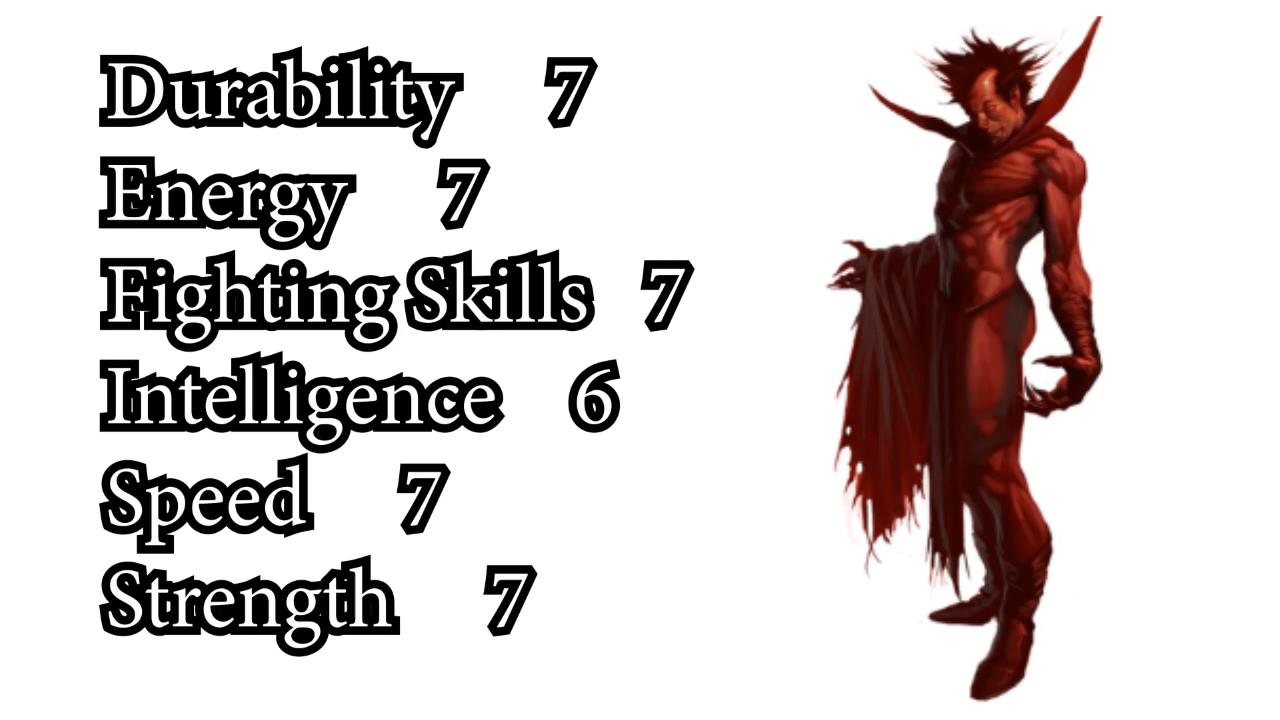 Durability 7
Energy 7
Fighting Skills 7
Intelligence 6
Speed 7
Strength 7